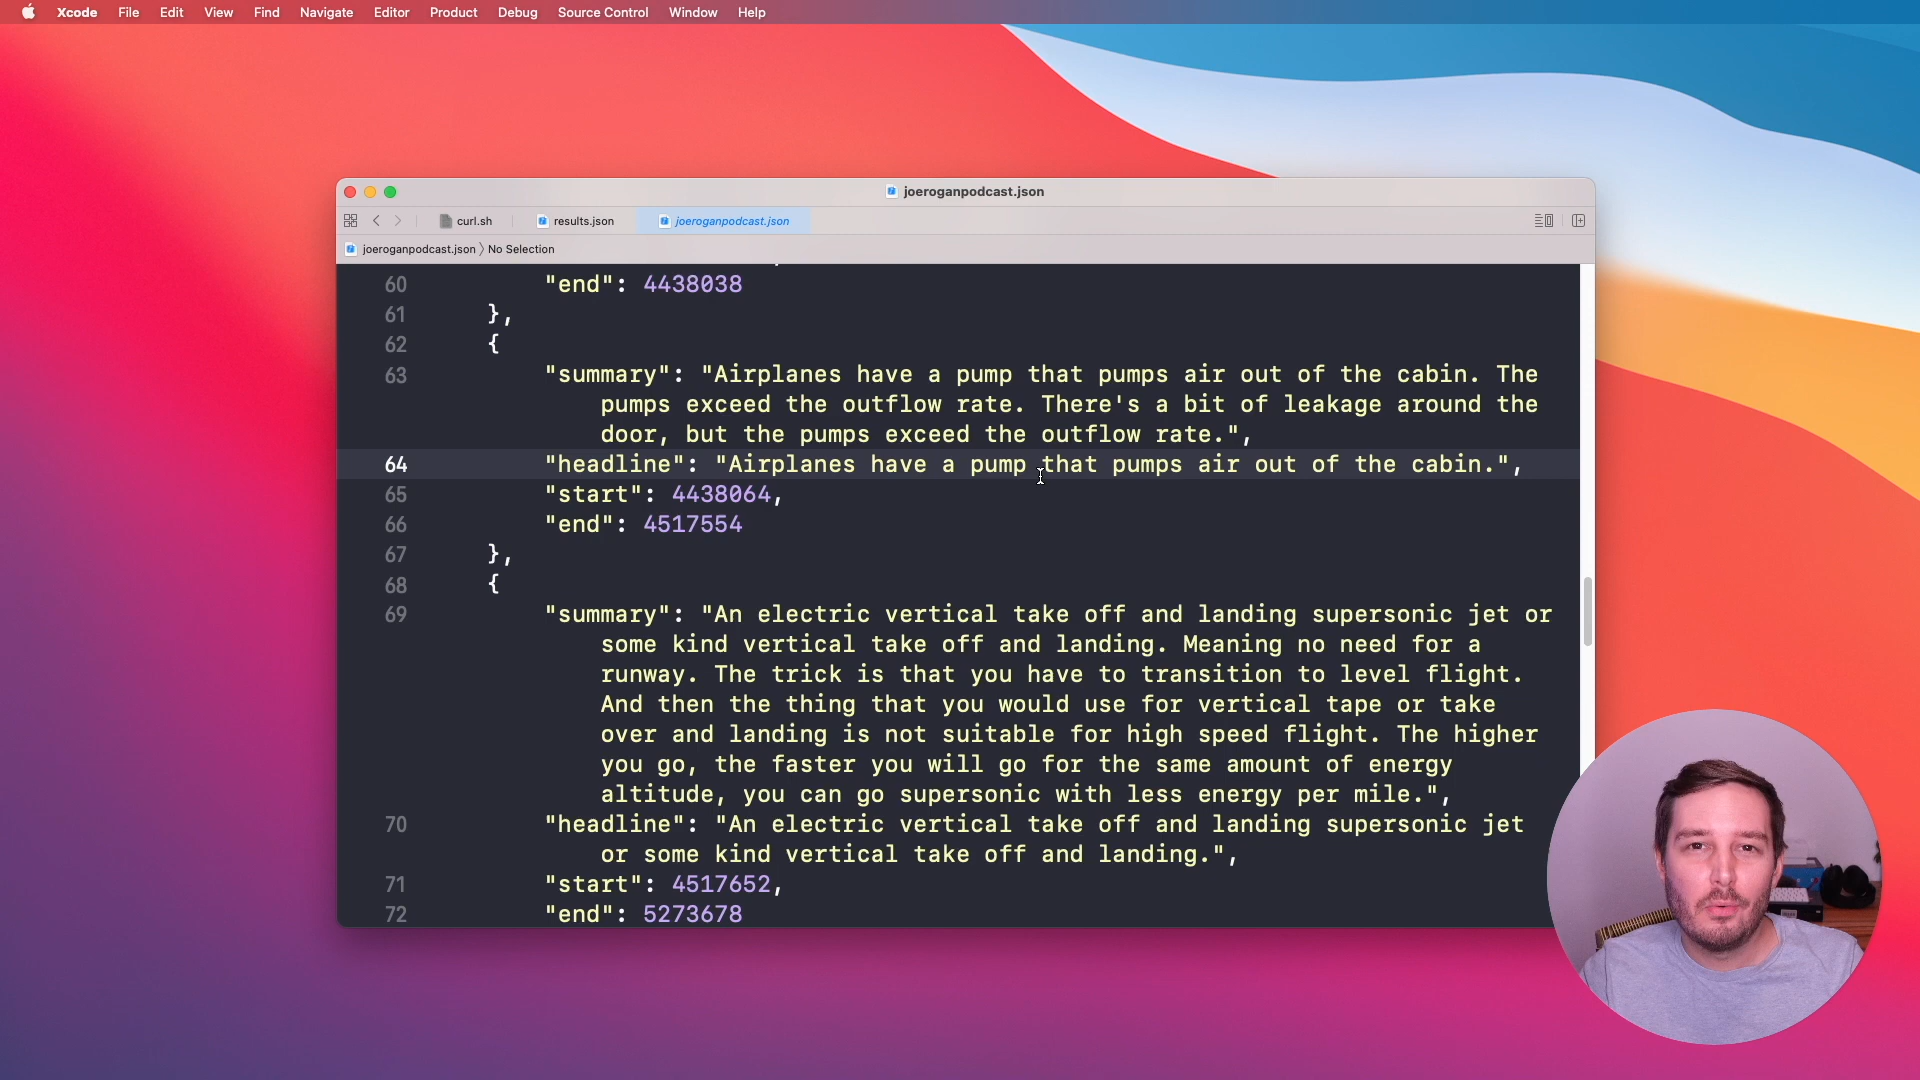 Xcode File Edit View Find Navigate Editor Product Debug Source Control Window Help
joeroganpodcast.json
curl.sh results.json joeroganpodcast.json
joeroganpodcast.json 〉 No Selection
60 "end": 4438038
61 },
62 {
63 "summary": "Airplanes have a pump that pumps air out of the cabin. The
pumps exceed the outflow rate. There's a bit of leakage around the
door, but the pumps exceed the outflow rate.",
64 "headline": "Airplanes have a pump that pumps air out of the cabin.",
65 "start": 4438064,
66 "end": 4517554
67 },
68 {
69 "summary": "An electric vertical take off and landing supersonic jet or
some kind vertical take off and landing. Meaning no need for a
runway. The trick is that you have to transition to level flight.
And then the thing that you would use for vertical tape or take
over and landing is not suitable for high speed flight. The higher
you go, the faster you will go for the same amount of energy
altitude, you can go supersonic with less energy per mile.",
70 "headline": "An electric vertical take off and landing supersonic jet
or some kind vertical take off and landing.",
71 "start": 4517652,
72 "end": 5273678